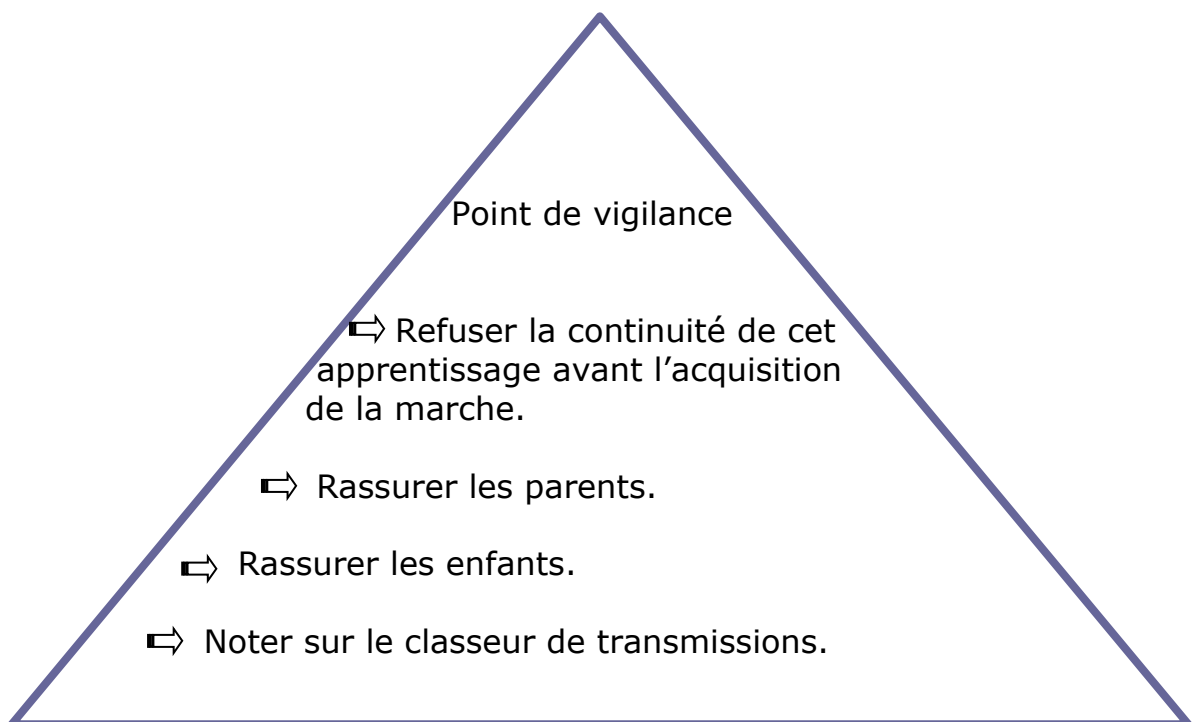 Point de vigilance
⇨ Refuser la continuité de cet
apprentissage avant l’acquisition
de la marche.
⇨ Rassurer les parents.
⇨ Rassurer les enfants.
⇨ Noter sur le classeur de transmissions.